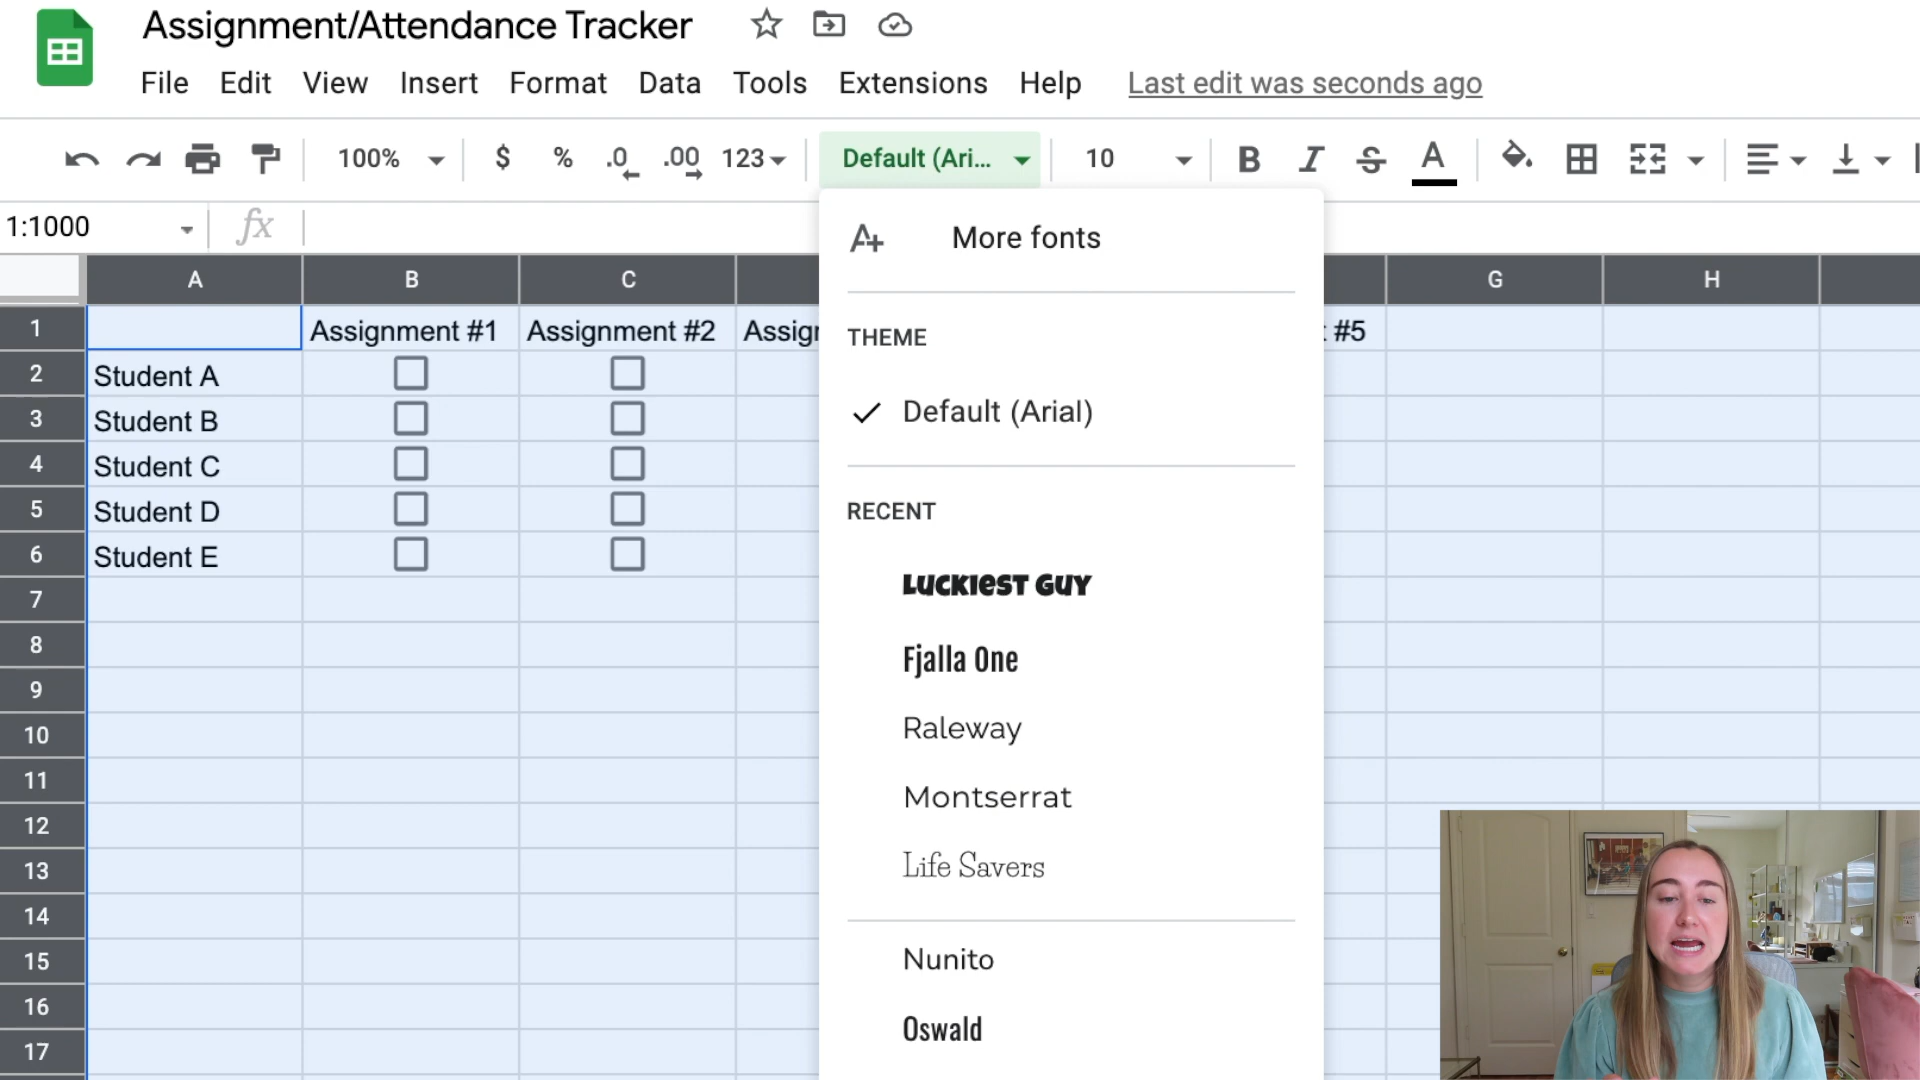 Assignment/Attendance Tracker
File Edit View Insert Format Data Tools Extensions Help Last edit was seconds ago
100% $ % .0 .00 123 Default (Ari... 10 B I S A
1:1000 fx
A B C G H
1 Assignment #1 Assignment #2 Assig #5
2 Student A
3 Student B
4 Student C
5 Student D
6 Student E
7
8
9
10
11
12
13
14
15
16
17
More fonts
THEME
Default (Arial)
RECENT
Luckiest Guy
Fjalla One
Raleway
Montserrat
Life Savers
Nunito
Oswald